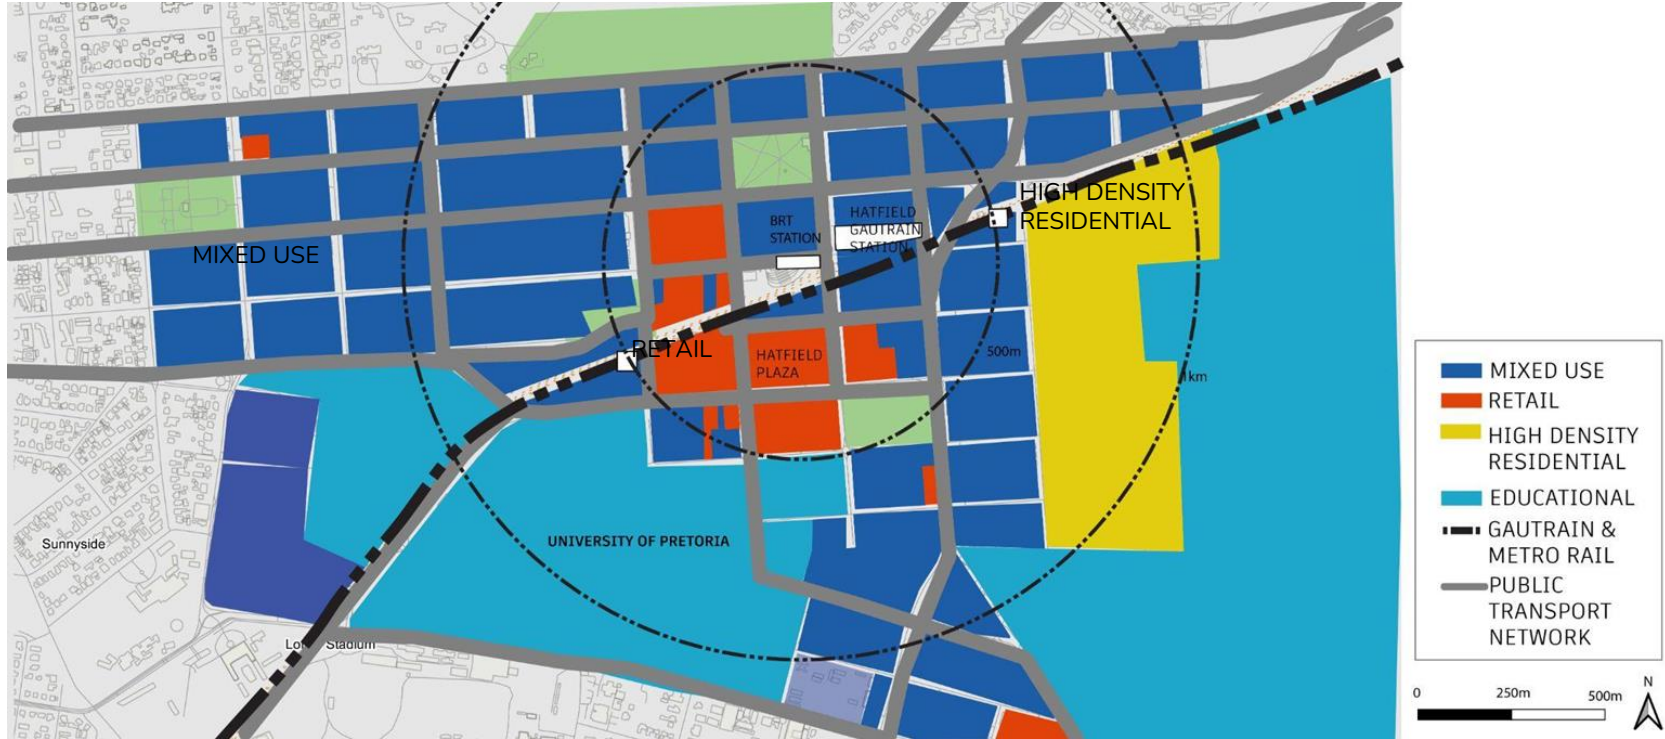 HIGH DENSITY
RESIDENTIAL
BRT
STATION
HATFIELD
GAUTRAIN
STATION
MIXED USE
RETAIL
HATFIELD
PLAZA
500m
1km
UNIVERSITY OF PRETORIA
Sunnyside
Stadium
MIXED USE
RETAIL
HIGH DENSITY
RESIDENTIAL
EDUCATIONAL
GAUTRAIN &
METRO RAIL
PUBLIC
TRANSPORT
NETWORK
0 250m 500m
N